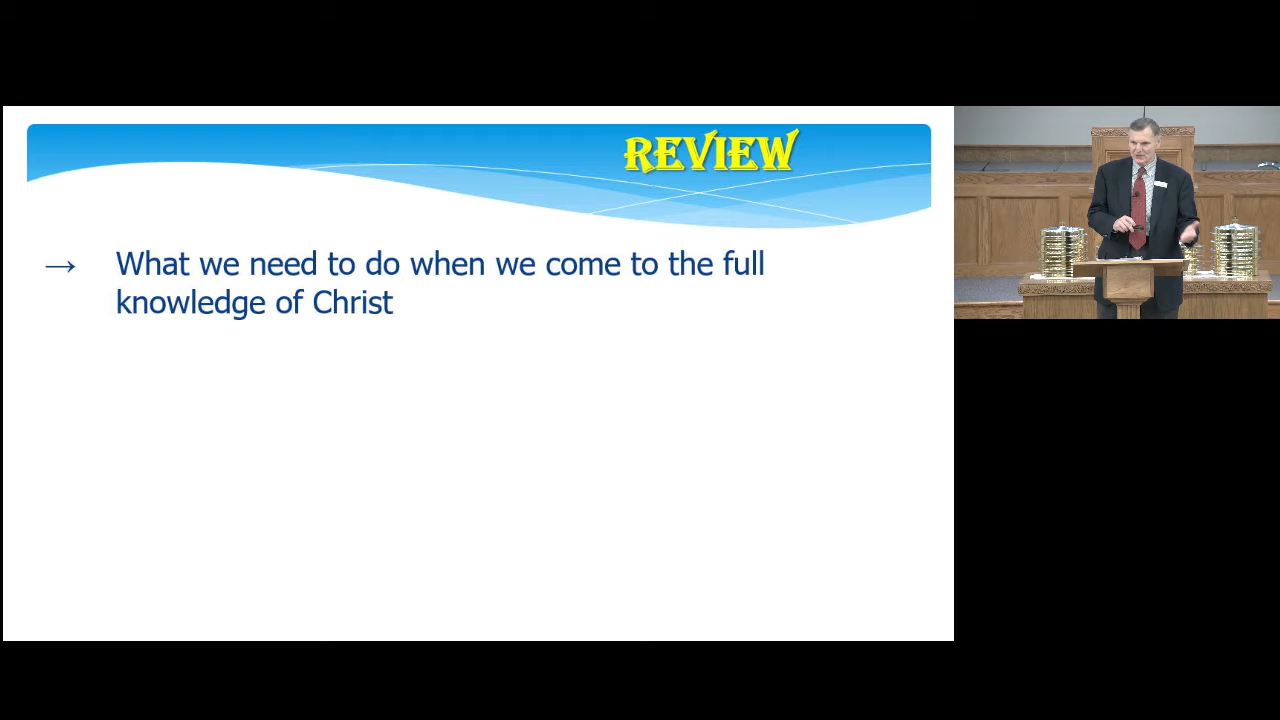 REVIEW
→ What we need to do when we come to the full
knowledge of Christ